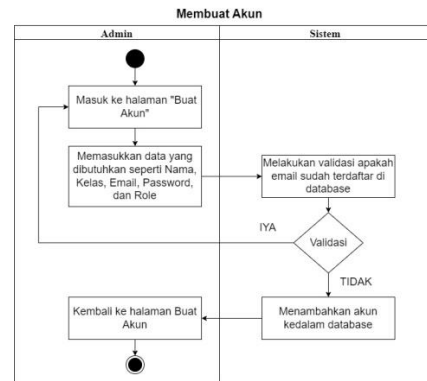 Membuat Akun
Admin
Sistem
Masuk ke halaman "Buat
Akun"
Memasukkan data yang
dibutuhkan seperti Nama,
Kelas, Email, Password,
dan Role
Melakukan validasi apakah
email sudah terdaftar di
database
IYA
Validasi
TIDAK
Menambahkan akun
kedalam database
Kembali ke halaman Buat
Akun